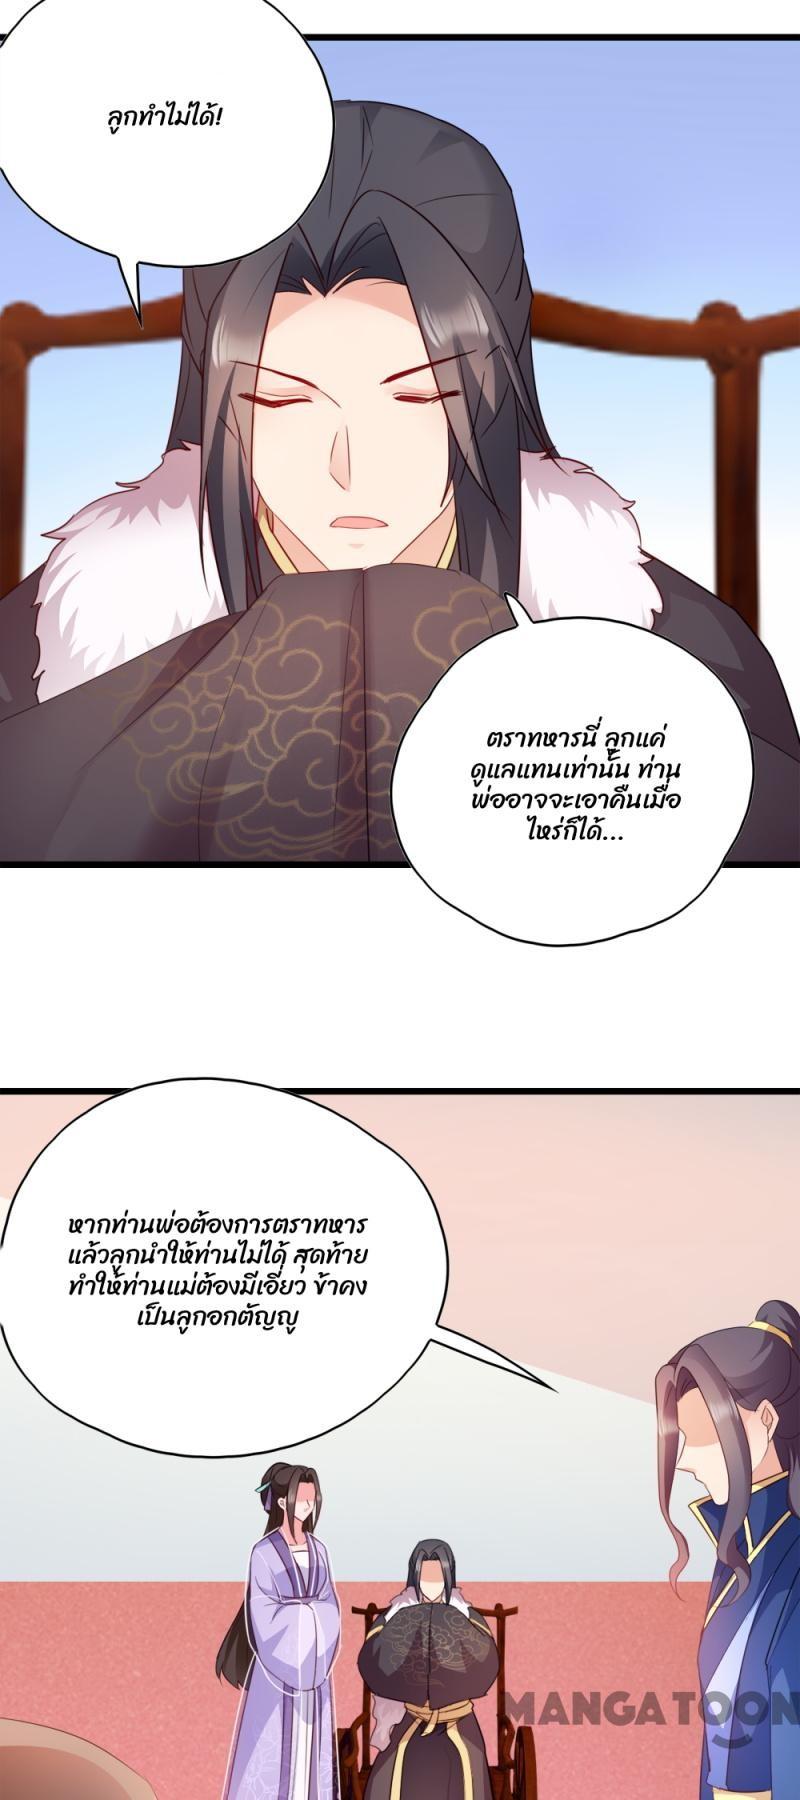 ลูกทำไม่ได้!
ตราทหารนี่ ลูกแค่
ดูแลแทนเท่านั้น ท่าน
พ่ออาจจะเอาคืนเมื่อ
ไหร่ก็ได้...
หากท่านพ่อต้องการตราทหาร
แล้วลูกนำให้ท่านไม่ได้ สุดท้าย
ทำให้ท่านแม่ต้องมีเอี่ยว ข้าคง
เป็นลูกอกตัญญู
MANGATOON